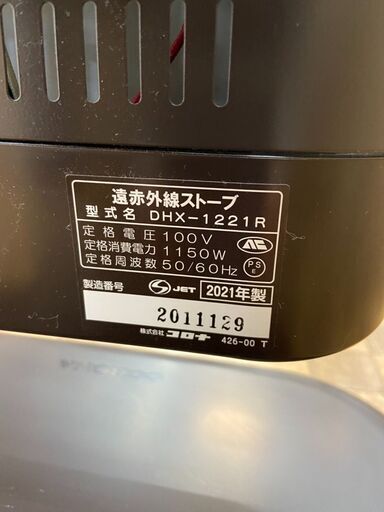 遠赤外線ストーブ
型式名 DHX-1221R
定格電圧 100V
定格消費電力 1150W
定格周波数 50/60Hz
PSE
製造番号 JET 2021年製
2011129
株式会社 コロナ 426-00 T